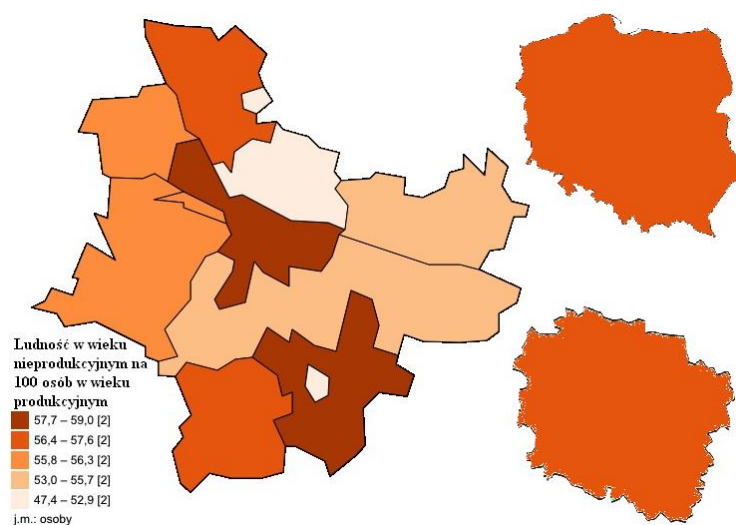 Ludność w wieku
nieprodukcyjnym na
100 osób w wieku
produkcyjnym
57,7 – 59,0 [2]
56,4 – 57,6 [2]
55,8 – 56,3 [2]
53,0 – 55,7 [2]
47,4 – 52,9 [2]
j.m.: osoby